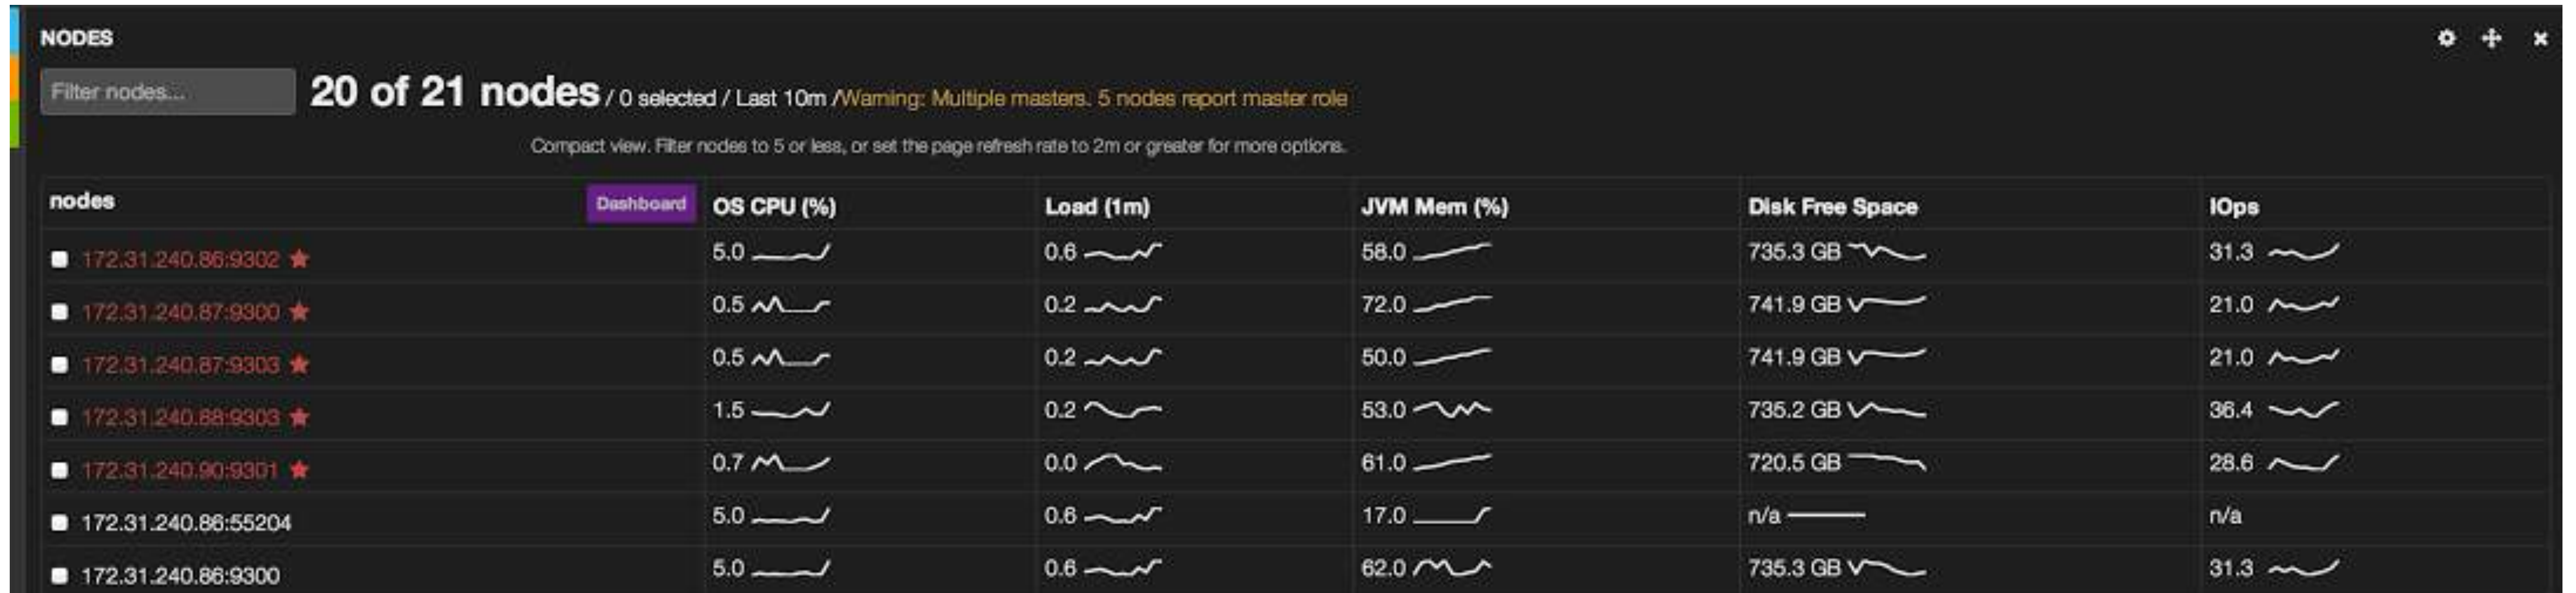 NODES
Filter nodes...
20 of 21 nodes / 0 selected / Last 10m /Warning: Multiple masters. 5 nodes report master role
Compact view. Filter nodes to 5 or less, or set the page refresh rate to 2m or greater for more options.
nodes Dashboard OS CPU (%) Load (1m) JVM Mem (%) Disk Free Space IOps
172.31.240.86:9302 5.0 0.6 58.0 735.3 GB 31.3
172.31.240.87:9300 0.5 0.2 72.0 741.9 GB 21.0
172.31.240.87:9303 0.5 0.2 50.0 741.9 GB 21.0
172.31.240.88:9303 1.5 0.2 53.0 735.2 GB 36.4
172.31.240.90:9301 0.7 0.0 61.0 720.5 GB 28.6
172.31.240.86:55204 5.0 0.6 17.0 n/a n/a
172.31.240.86:9300 5.0 0.6 62.0 735.3 GB 31.3